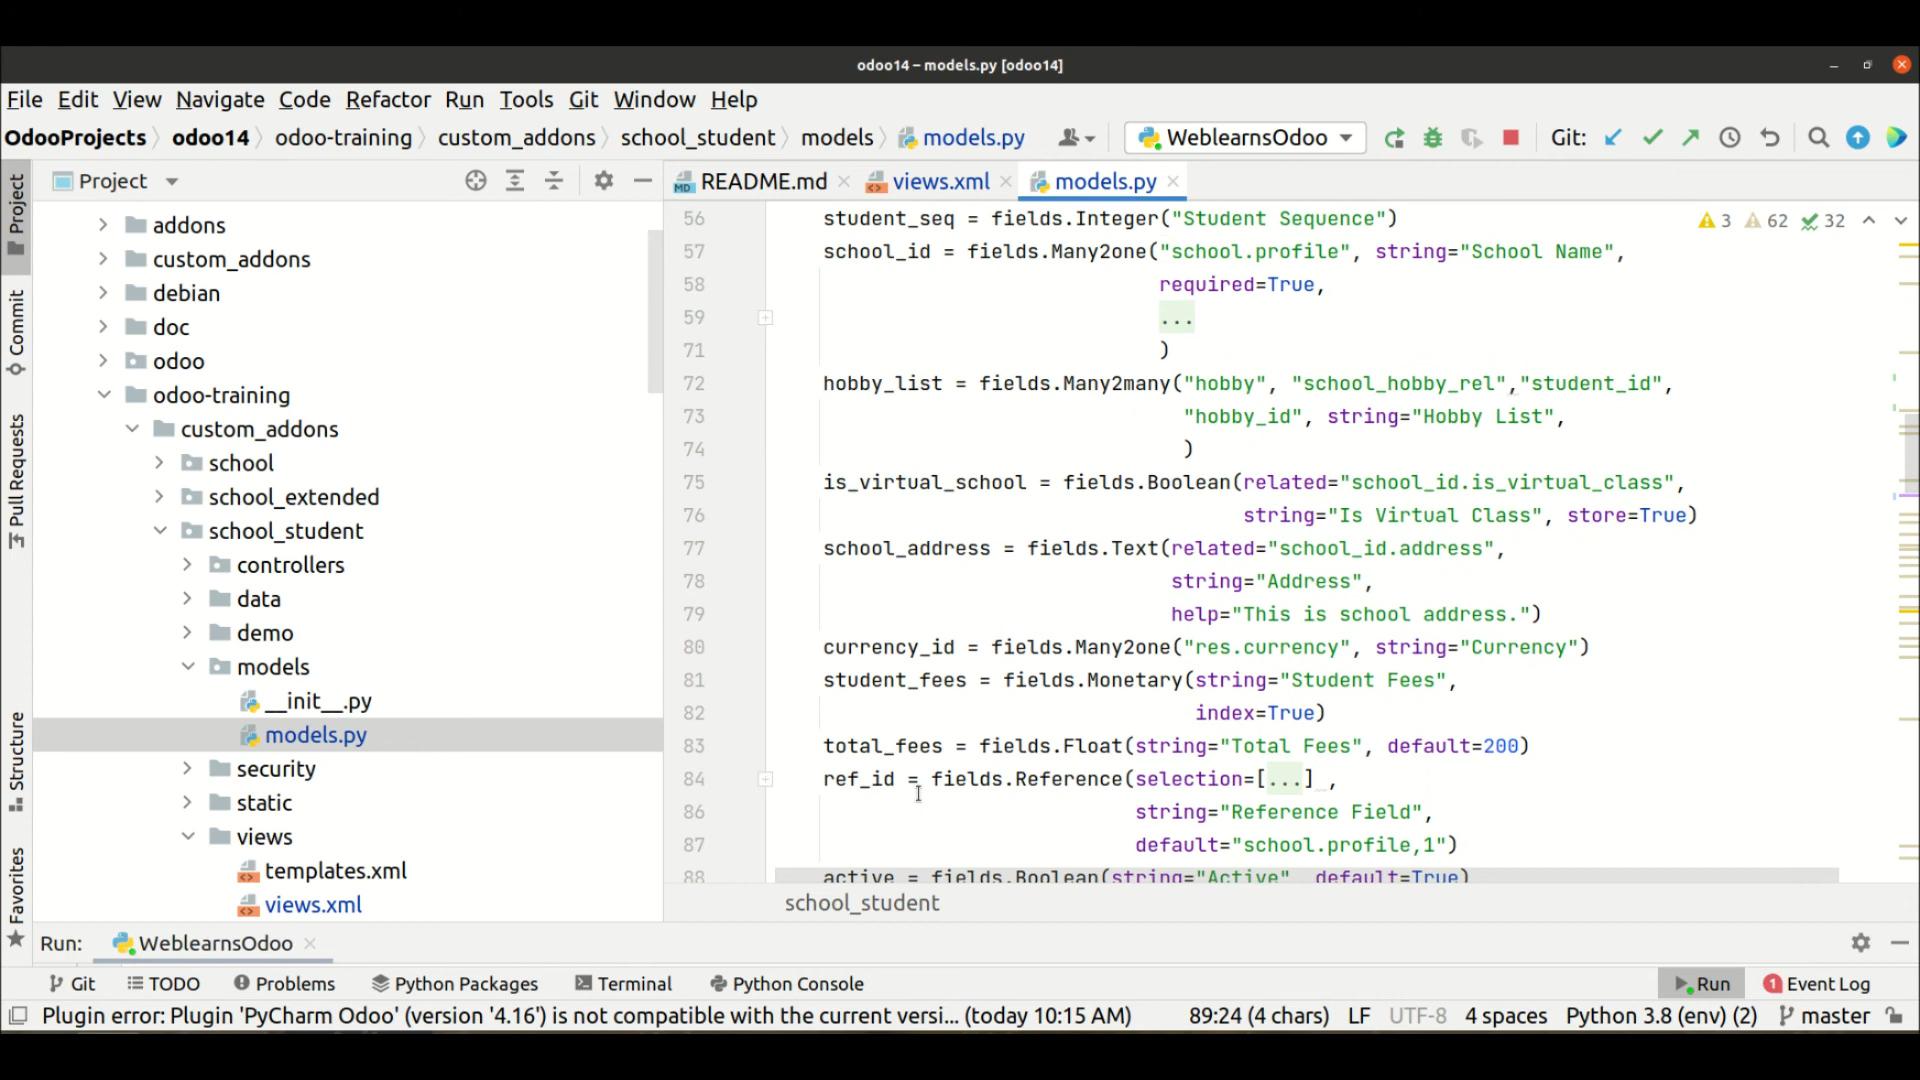 odoo14 – models.py [odoo14]
File Edit View Navigate Code Refactor Run Tools Git Window Help
OdooProjects odoo14 odoo-training custom_addons school_student models models.py WeblearnsOdoo Git:
Project README.md views.xml models.py
Project
Commit
Pull Requests
Structure
Favorites
addons
custom_addons
debian
doc
odoo
odoo-training
custom_addons
school
school_extended
school_student
controllers
data
demo
models
__init__.py
models.py
security
static
views
templates.xml
views.xml
3 62 32
56 student_seq = fields.Integer("Student Sequence")
57 school_id = fields.Many2one("school.profile", string="School Name",
58 required=True,
59 ...
71 )
72 hobby_list = fields.Many2many("hobby", "school_hobby_rel","student_id",
73 "hobby_id", string="Hobby List",
74 )
75 is_virtual_school = fields.Boolean(related="school_id.is_virtual_class",
76 string="Is Virtual Class", store=True)
77 school_address = fields.Text(related="school_id.address",
78 string="Address",
79 help="This is school address.")
80 currency_id = fields.Many2one("res.currency", string="Currency")
81 student_fees = fields.Monetary(string="Student Fees",
82 index=True)
83 total_fees = fields.Float(string="Total Fees", default=200)
84 ref_id = fields.Reference(selection=[...] ,
86 string="Reference Field",
87 default="school.profile,1")
88 active = fields.Boolean(string="Active" default=True)
school_student
Run: WeblearnsOdoo
Git TODO Problems Python Packages Terminal Python Console Run 1 Event Log
Plugin error: Plugin 'PyCharm Odoo' (version '4.16') is not compatible with the current versi... (today 10:15 AM) 89:24 (4 chars) LF UTF-8 4 spaces Python 3.8 (env) (2) master